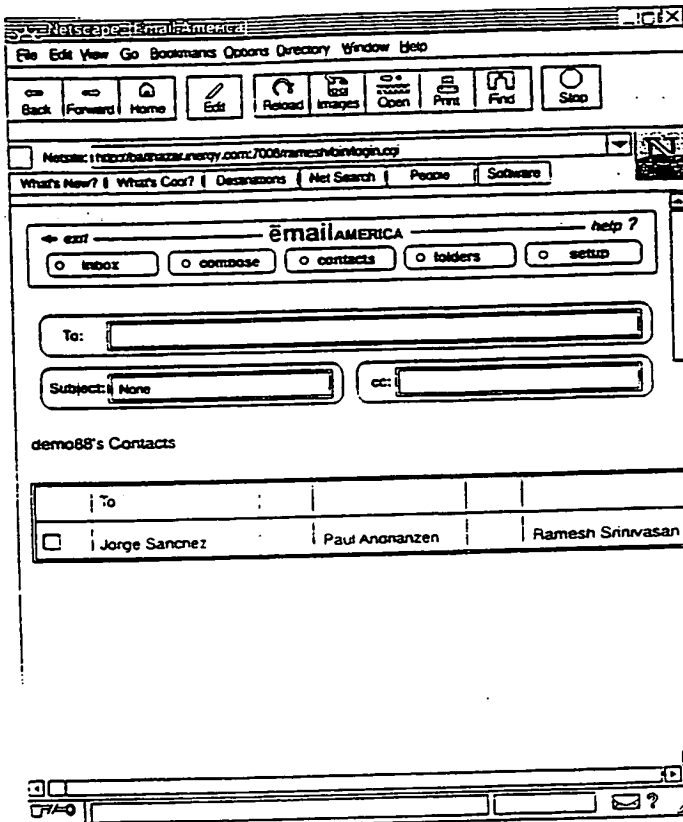 Netscape - [Email America]
File Edit View Go Bookmarks Options Directory Window Help
Back Forward Home Edit Reload Images Open Print Find Stop
Netsite:
What's New? What's Cool? Destinations Net Search People Software
exit ēmailAMERICA help ?
inbox compose contacts folders setup
To:
Subject: None cc:
demo88's Contacts
To
Jorge Sanchez Paul Ramesh Srinivasan